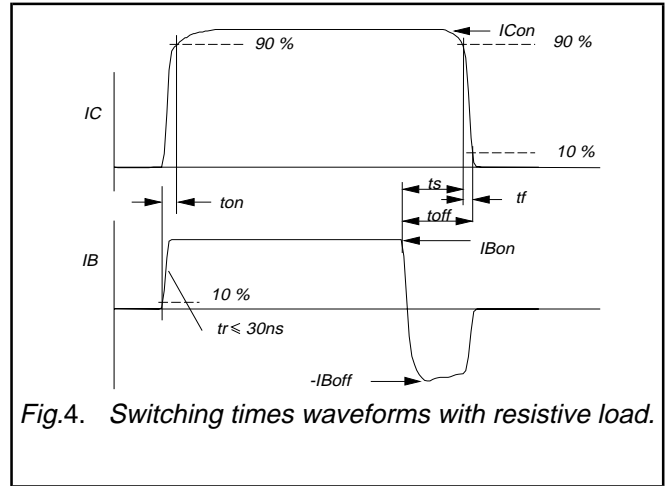 ICon
90 %
90 %
IC
10 %
ts
ton
tf
toff
IB
IBon
10 %
tr ⩽ 30ns
-IBoff
Fig.4. Switching times waveforms with resistive load.